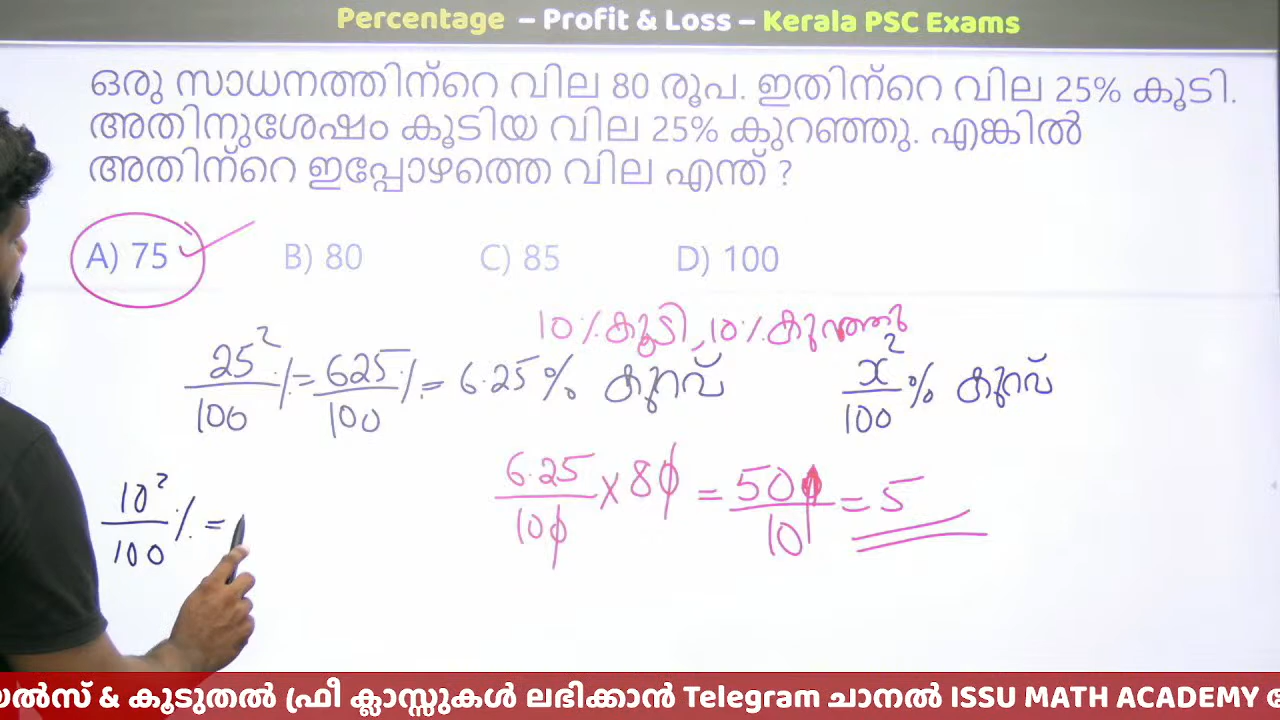 Percentage – Profit & Loss – Kerala PSC Exams
ഒരു സാധനത്തിന്റെ വില 80 രൂപ. ഇതിന്റെ വില 25% കൂടി.
അതിനുശേഷം കൂടിയ വില 25% കുറഞ്ഞു. എങ്കിൽ
അതിന്റെ ഇപ്പോഴത്തെ വില എന്ത് ?
A) 75 B) 80 C) 85 D) 100
10% കൂടി, 10% കുറഞ്ഞു
25²/100 % = 625/100 % = 6.25% കുറവ് x²/100 % കുറവ്
6.25/100 x 80 = 500/10 = 5
10²/100 % =
യൽസ് & കൂടുതൽ ഫ്രീ ക്ലാസ്സുകൾ ലഭിക്കാൻ Telegram ചാനൽ ISSU MATH ACADEMY